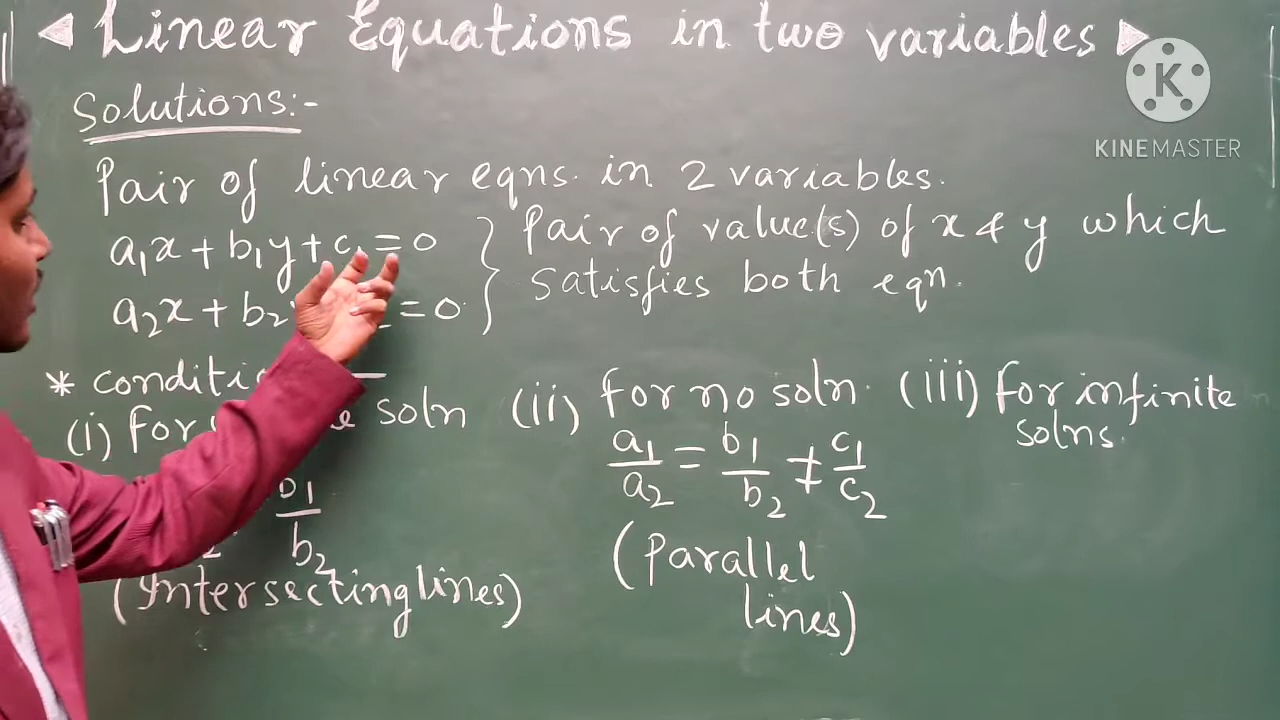 Linear Equations in two variables
K
KINEMASTER
Solutions:-
Pair of linear eqns. in 2 variables.
a₁x + b₁y + c₁ = 0
a₂x + b₂ = 0
Pair of value(s) of x & y which
satisfies both eqn.
* 
(i) For soln
b₁/b₂
(Intersecting lines)
(ii) For no soln.
a₁/a₂ = b₁/b₂ ≠ c₁/c₂
(Parallel
lines)
(iii) For infinite
solns.